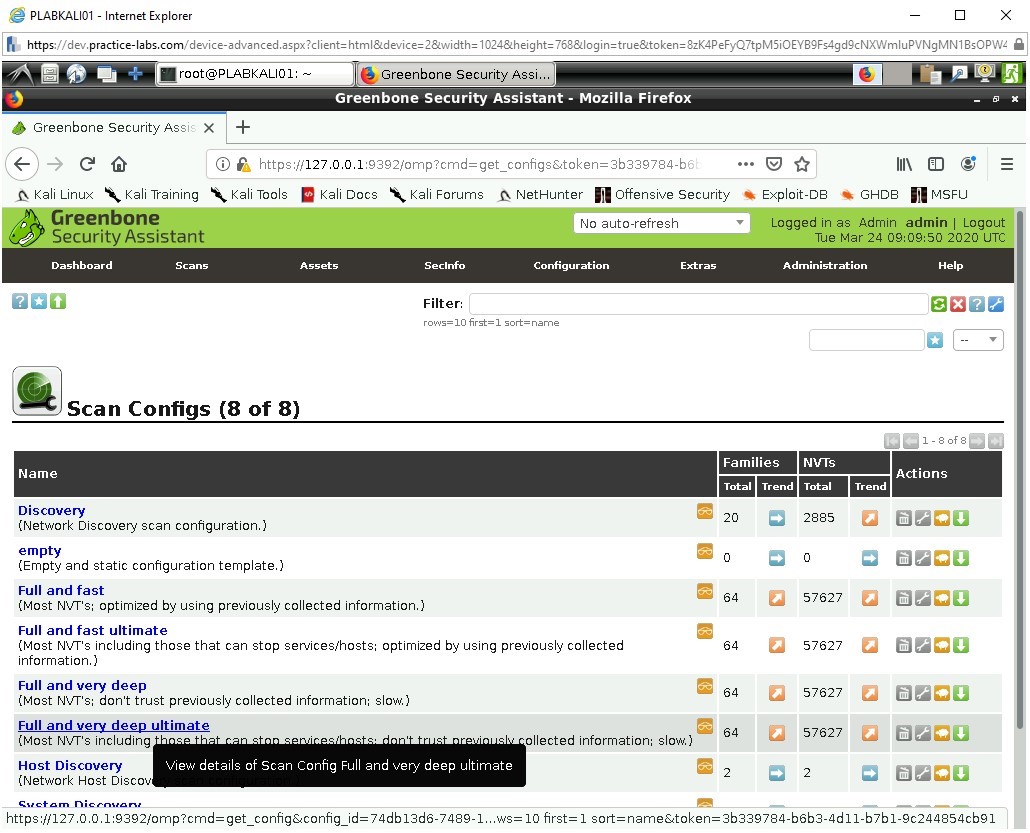 PLABKALI01 - Internet Explorer
https://dev.practice-labs.com/device-advanced.aspx?client=html&device=2&width=1024&height=768&login=true&token=8zK4PeFyQ7tpM5iOEYB9Fs4gd9cNXWmIuPVNgMN1BsOPW4
root@PLABKALI01: ~
Greenbone Security Assi...
Greenbone Security Assistant - Mozilla Firefox
Greenbone Security Assis
https://127.0.0.1:9392/omp?cmd=get_configs&token=3b339784-b6b
Kali Linux Kali Training Kali Tools Kali Docs Kali Forums NetHunter Offensive Security Exploit-DB GHDB MSFU
Greenbone
Security Assistant
No auto-refresh
Logged in as Admin admin | Logout
Tue Mar 24 09:09:50 2020 UTC
Dashboard Scans Assets SecInfo Configuration Extras Administration Help
Filter:
rows=10 first=1 sort=name
--
Scan Configs (8 of 8)
1 - 8 of 8
Name Families NVTs Actions
Total Trend Total Trend
Discovery
(Network Discovery scan configuration.)
20 2885
empty
(Empty and static configuration template.)
0 0
Full and fast
(Most NVT's; optimized by using previously collected information.)
64 57627
Full and fast ultimate
(Most NVT's including those that can stop services/hosts; optimized by using previously collected
information.)
64 57627
Full and very deep
(Most NVT's; don't trust previously collected information; slow.)
64 57627
Full and very deep ultimate
(Most NVT's including those that can stop services/hosts; don't trust previously collected information; slow.)
64 57627
View details of Scan Config Full and very deep ultimate
Host Discovery
(Network Host Discovery scan configuration.)
2 2
System Discovery
https://127.0.0.1:9392/omp?cmd=get_config&config_id=74db13d6-7489-1...ws=10 first=1 sort=name&token=3b339784-b6b3-4d11-b7b1-9c244854cb91